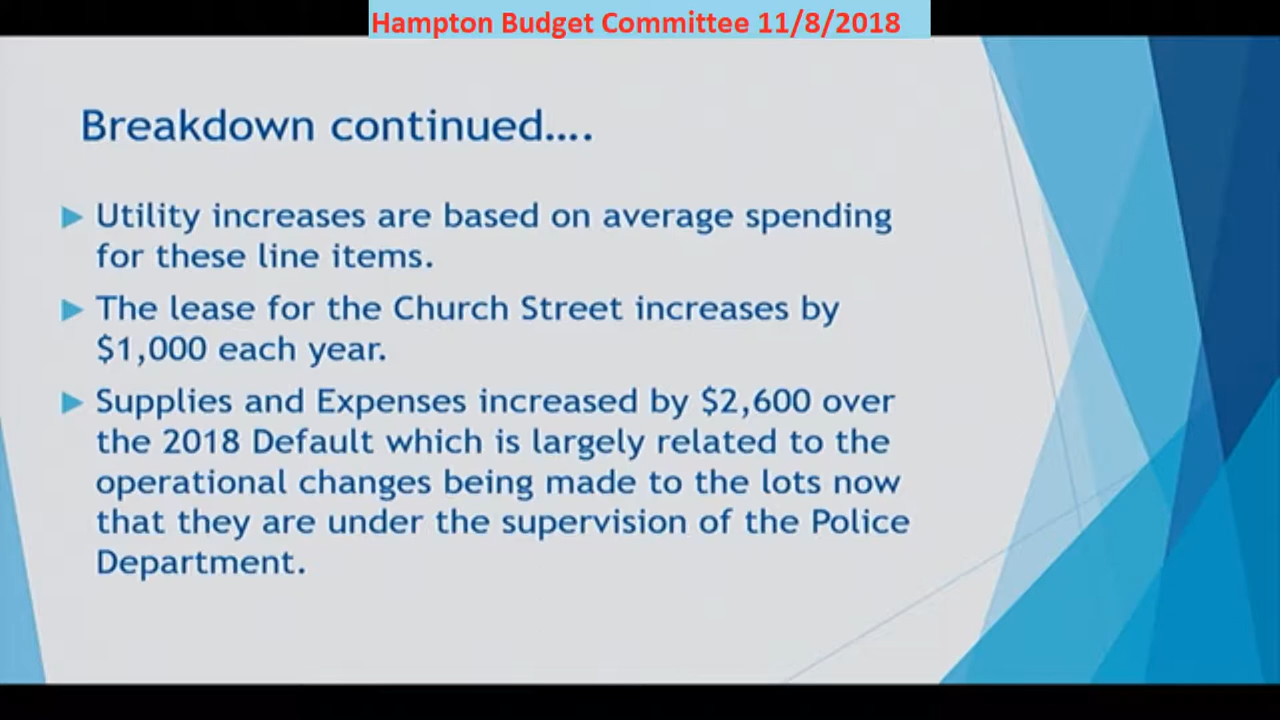 Hampton Budget Committee 11/8/2018
Breakdown continued....
Utility increases are based on average spending
for these line items.
The lease for the Church Street increases by
$1,000 each year.
Supplies and Expenses increased by $2,600 over
the 2018 Default which is largely related to the
operational changes being made to the lots now
that they are under the supervision of the Police
Department.